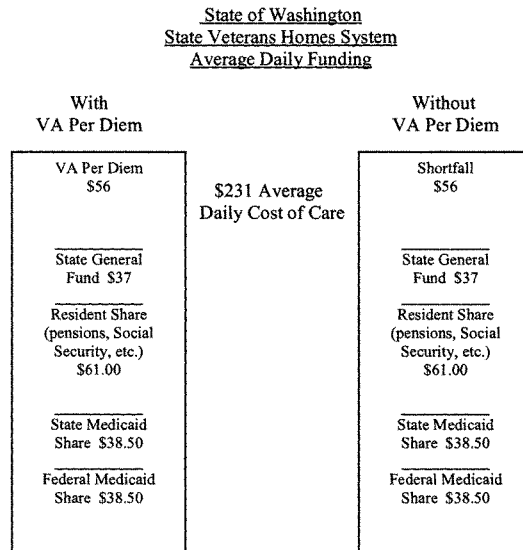 State of Washington
State Veterans Homes System
Average Daily Funding
With
VA Per Diem
VA Per Diem
$56
State General
Fund $37
Resident Share
(pensions, Social
Security, etc.)
$61.00
State Medicaid
Share $38.50
Federal Medicaid
Share $38.50
$231 Average
Daily Cost of Care
Without
VA Per Diem
Shortfall
$56
State General
Fund $37
Resident Share
(pensions, Social
Security, etc.)
$61.00
State Medicaid
Share $38.50
Federal Medicaid
Share $38.50